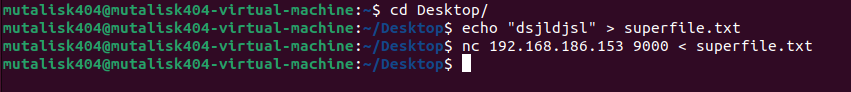 mutalisk404@mutalisk404-virtual-machine:~$ cd Desktop/
mutalisk404@mutalisk404-virtual-machine:~/Desktop$ echo "dsjldjsl" > superfile.txt
mutalisk404@mutalisk404-virtual-machine:~/Desktop$ nc 192.168.186.153 9000 < superfile.txt
mutalisk404@mutalisk404-virtual-machine:~/Desktop$